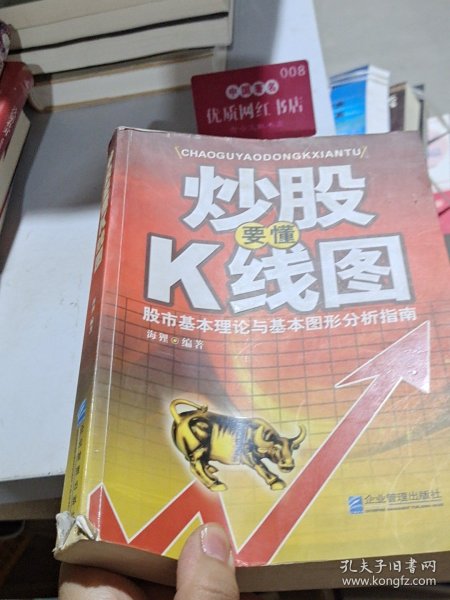 008
优质网红书店
CHAOGUYAODONGKXIANTU
炒股
要懂
K线图
股市基本理论与基本图形分析指南
海狸 编著
企业管理出版社
孔夫子旧书网
www.kongfz.com